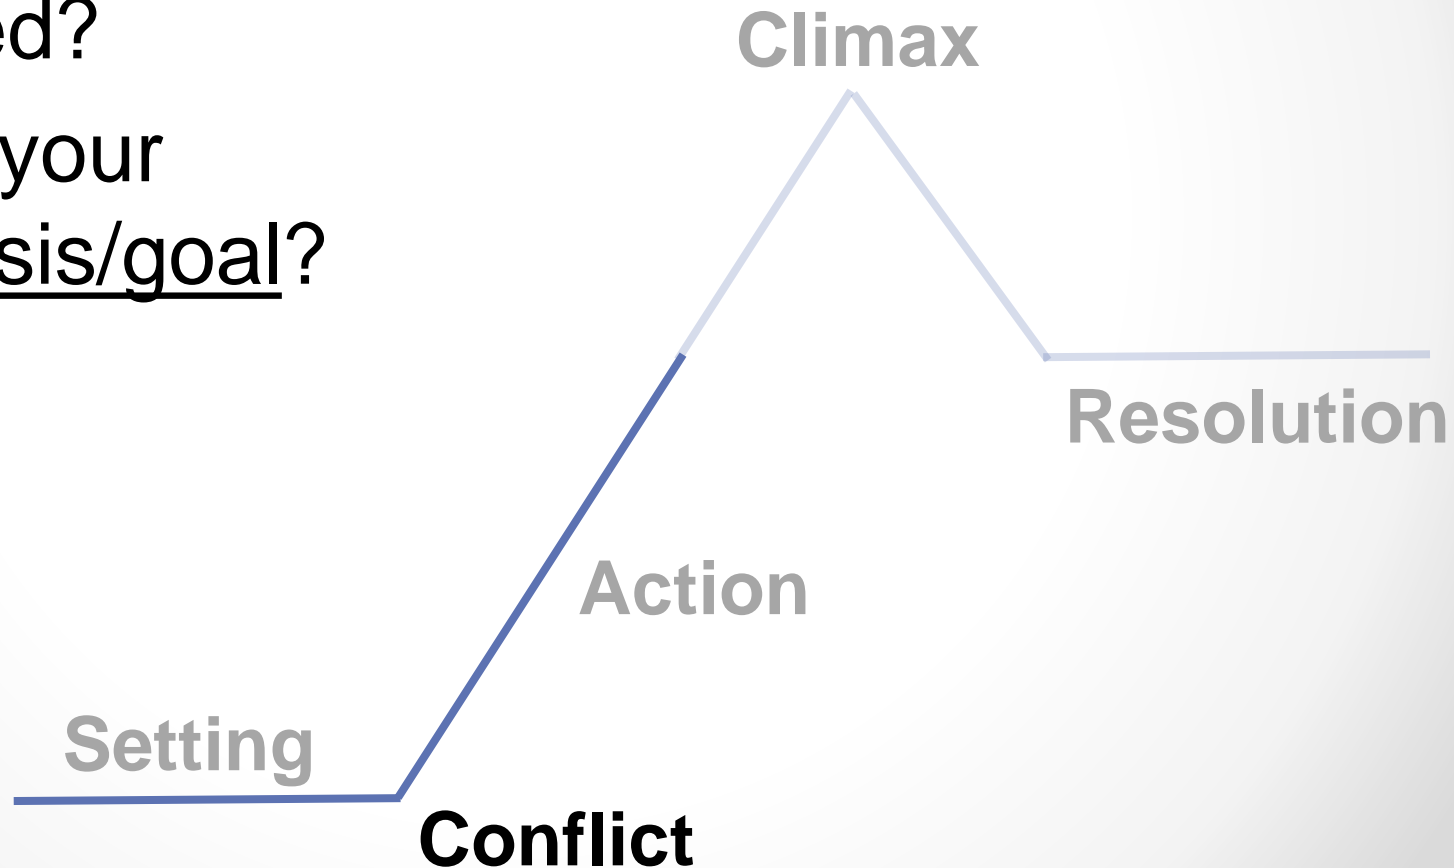 ed?
your
sis/goal?
Climax
Resolution
Action
Setting
Conflict